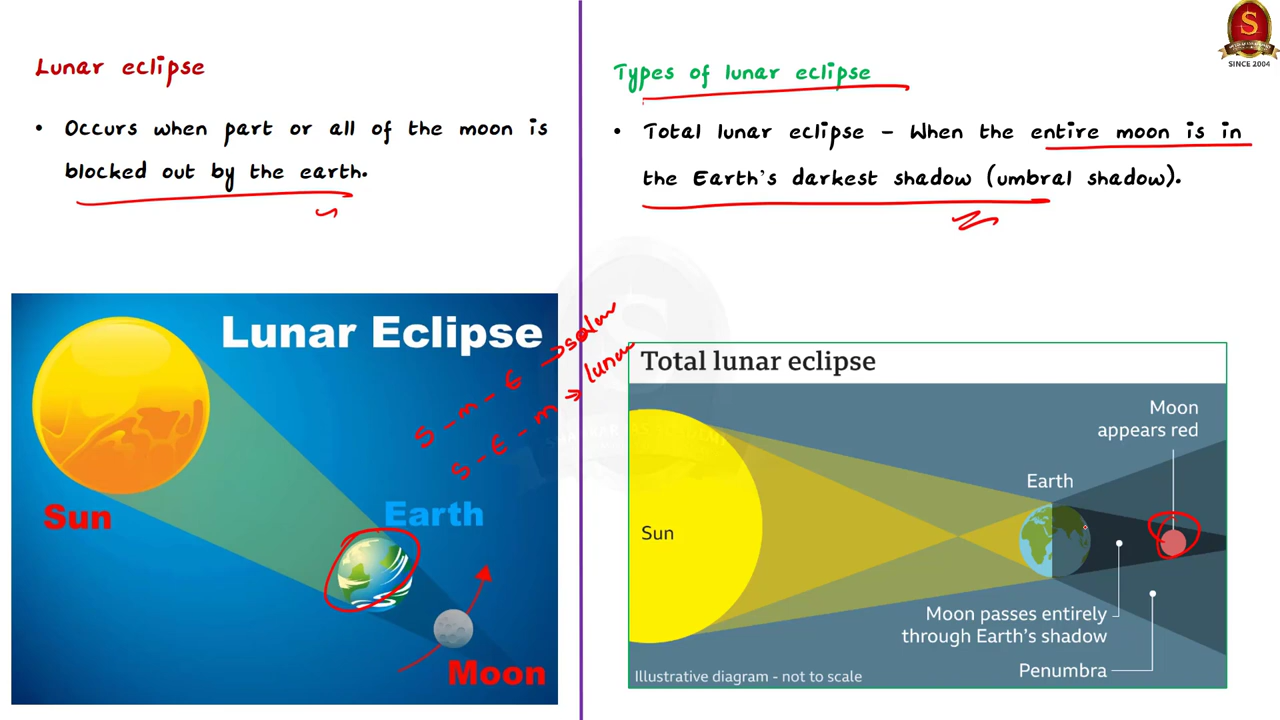 Lunar eclipse
• Occurs when part or all of the moon is
blocked out by the earth.
Lunar Eclipse
Sun
Earth
Moon
S - m - E → solar
S - E - m → lunar
Types of lunar eclipse
• Total lunar eclipse – When the entire moon is in
the Earth's darkest shadow (umbral shadow).
Total lunar eclipse
Moon
appears red
Earth
Sun
Moon passes entirely
through Earth's shadow
Penumbra
Illustrative diagram - not to scale
S
SINCE 2004